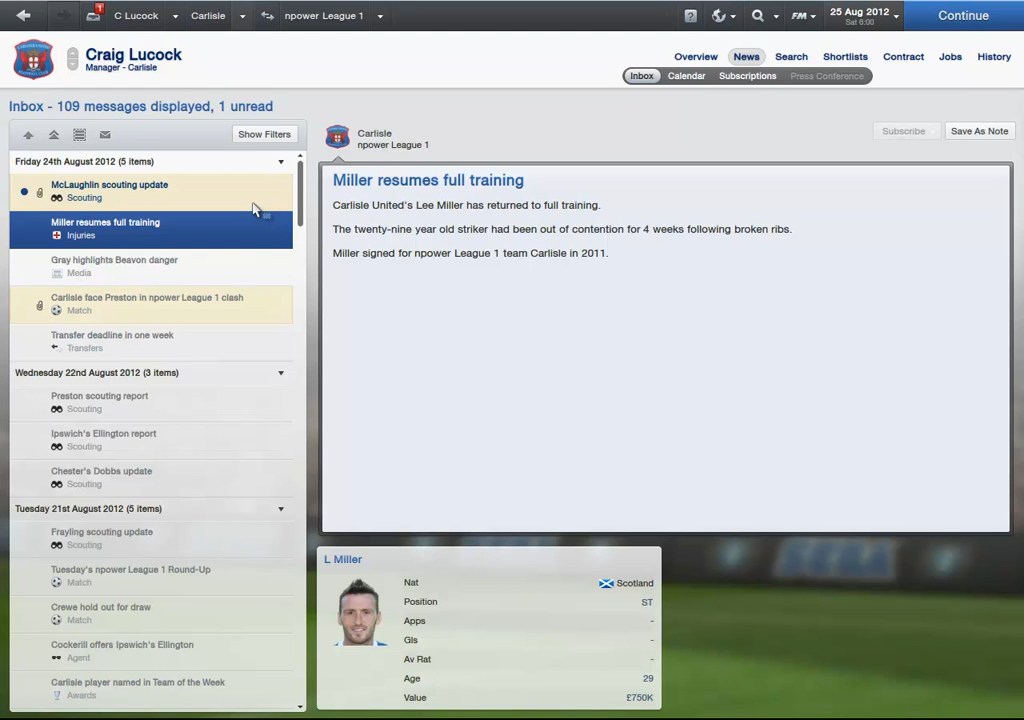 1
C Lucock
Carlisle
npower League 1
?
FM
25 Aug 2012
Sat 6:00
Continue
Craig Lucock
Manager - Carlisle
Overview
News
Search
Shortlists
Contract
Jobs
History
Inbox
Calendar
Subscriptions
Press Conference
Inbox - 109 messages displayed, 1 unread
Show Filters
Friday 24th August 2012 (5 items)
McLaughlin scouting update
Scouting
Miller resumes full training
Injuries
Gray highlights Beavon danger
Media
Carlisle face Preston in npower League 1 clash
Match
Transfer deadline in one week
Transfers
Wednesday 22nd August 2012 (3 items)
Preston scouting report
Scouting
Ipswich's Ellington report
Scouting
Chester's Dobbs update
Scouting
Tuesday 21st August 2012 (5 items)
Frayling scouting update
Scouting
Tuesday's npower League 1 Round-Up
Match
Crewe hold out for draw
Match
Cockerill offers Ipswich's Ellington
Agent
Carlisle player named in Team of the Week
Awards
Carlisle
npower League 1
Subscribe
Save As Note
Miller resumes full training
Carlisle United's Lee Miller has returned to full training.
The twenty-nine year old striker had been out of contention for 4 weeks following broken ribs.
Miller signed for npower League 1 team Carlisle in 2011.
L Miller
Nat Scotland
Position ST
Apps -
Gls -
Av Rat -
Age 29
Value £750K
SEGA